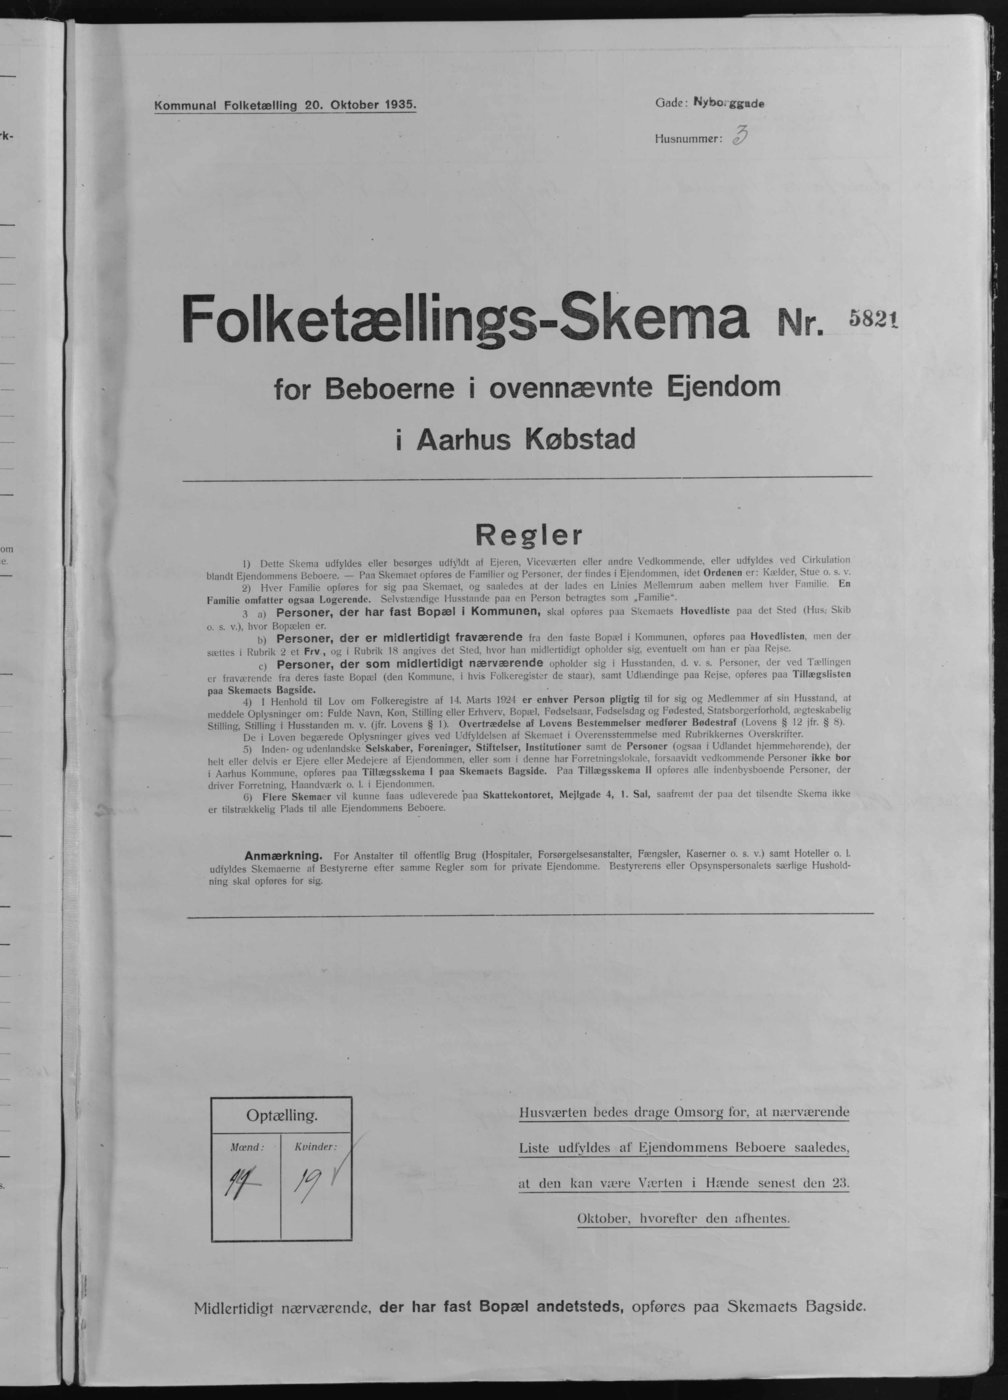 Kommunal Folketælling 20. Oktober 1935.
Gade: Nyborggade
Husnummer: 3
Folketællings-Skema Nr. 5821
for Beboerne i ovennævnte Ejendom
i Aarhus Købstad
Regler
1) Dette Skema udfyldes eller besørges udfyldt af Ejeren, Viceværten eller andre Vedkommende, eller udfyldes ved Cirkulation
blandt Ejendommens Beboere. — Paa Skemaet opføres de Familier og Personer, der findes i Ejendommen, idet Ordenen er: Kælder, Stue o. s. v.
2) Hver Familie opføres for sig paa Skemaet, og saaledes at der lades en Linies Mellemrum aaben mellem hver Familie. En
Familie omfatter ogsaa Logerende. Selvstændige Husstande paa en Person betragtes som „Familie“.
3 a) Personer, der har fast Bopæl i Kommunen, skal opføres paa Skemaets Hovedliste paa det Sted (Hus, Skib
o. s. v.), hvor Bopælen er.
b) Personer, der er midlertidigt fraværende fra den faste Bopæl i Kommunen, opføres paa Hovedlisten, men der
sættes i Rubrik 2 et Frv., og i Rubrik 18 angives det Sted, hvor han midlertidigt opholder sig, eventuelt om han er paa Rejse.
c) Personer, der som midlertidigt nærværende opholder sig i Husstanden, d. v. s. Personer, der ved Tællingen
er fraværende fra deres faste Bopæl (den Kommune, i hvis Folkeregister de staar), samt Udlændinge paa Rejse, opføres paa Tillægslisten
paa Skemaets Bagside.
4) I Henhold til Lov om Folkeregistre af 14. Marts 1924 er enhver Person pligtig til for sig og Medlemmer af sin Husstand, at
meddele Oplysninger om: Fulde Navn, Køn, Stilling eller Erhverv, Bopæl, Fødselsaar, Fødselsdag og Fødested, Statsborgerforhold, ægteskabelig
Stilling, Stilling i Husstanden m. v. (jfr. Lovens § 1). Overtrædelse af Lovens Bestemmelser medfører Bødestraf (Lovens § 12 jfr. § 8).
De i Loven begærede Oplysninger gives ved Udfyldelsen af Skemaet i Overensstemmelse med Rubrikkernes Overskrifter.
5) Inden- og udenlandske Selskaber, Foreninger, Stiftelser, Institutioner samt de Personer (ogsaa i Udlandet hjemmehørende), der
helt eller delvis er Ejere eller Medejere af Ejendommen, eller som i denne har Forretningslokale, forsaavidt vedkommende Personer ikke bor
i Aarhus Kommune, opføres paa Tillægsskema I paa Skemaets Bagside. Paa Tillægsskema II opføres alle indenbysboende Personer, der
driver Forretning, Haandværk o. l. i Ejendommen.
6) Flere Skemaer vil kunne faas udleverede paa Skattekontoret, Mejlgade 4, 1. Sal, saafremt der paa det tilsendte Skema ikke
er tilstrækkelig Plads til alle Ejendommens Beboere.
Anmærkning. For Anstalter til offentlig Brug (Hospitaler, Forsørgelsesanstalter, Fængsler, Kaserner o. s. v.) samt Hoteller o. l.
udfyldes Skemaerne af Bestyrerne efter samme Regler som for private Ejendomme. Bestyrerens eller Opsynspersonalets særlige Hushold-
ning skal opføres for sig.
Optælling.
Mænd: Kvinder:
19
Husværten bedes drage Omsorg for, at nærværende
Liste udfyldes af Ejendommens Beboere saaledes,
at den kan være Værten i Hænde senest den 23.
Oktober, hvorefter den afhentes.
Midlertidigt nærværende, der har fast Bopæl andetsteds, opføres paa Skemaets Bagside.